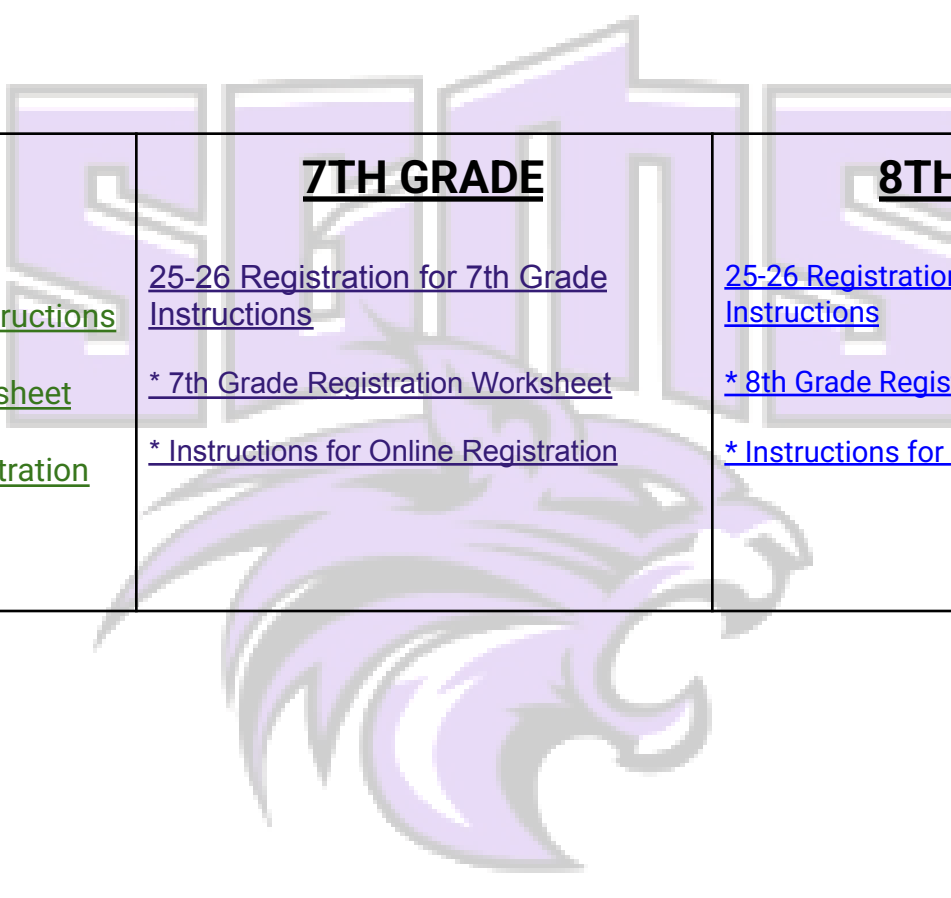 SEMS
7TH GRADE
8TH
25-26 Registration for 7th Grade
Instructions
* 7th Grade Registration Worksheet
* Instructions for Online Registration
25-26 Registration
Instructions
* 8th Grade Regis
* Instructions for
ructions
sheet
tration